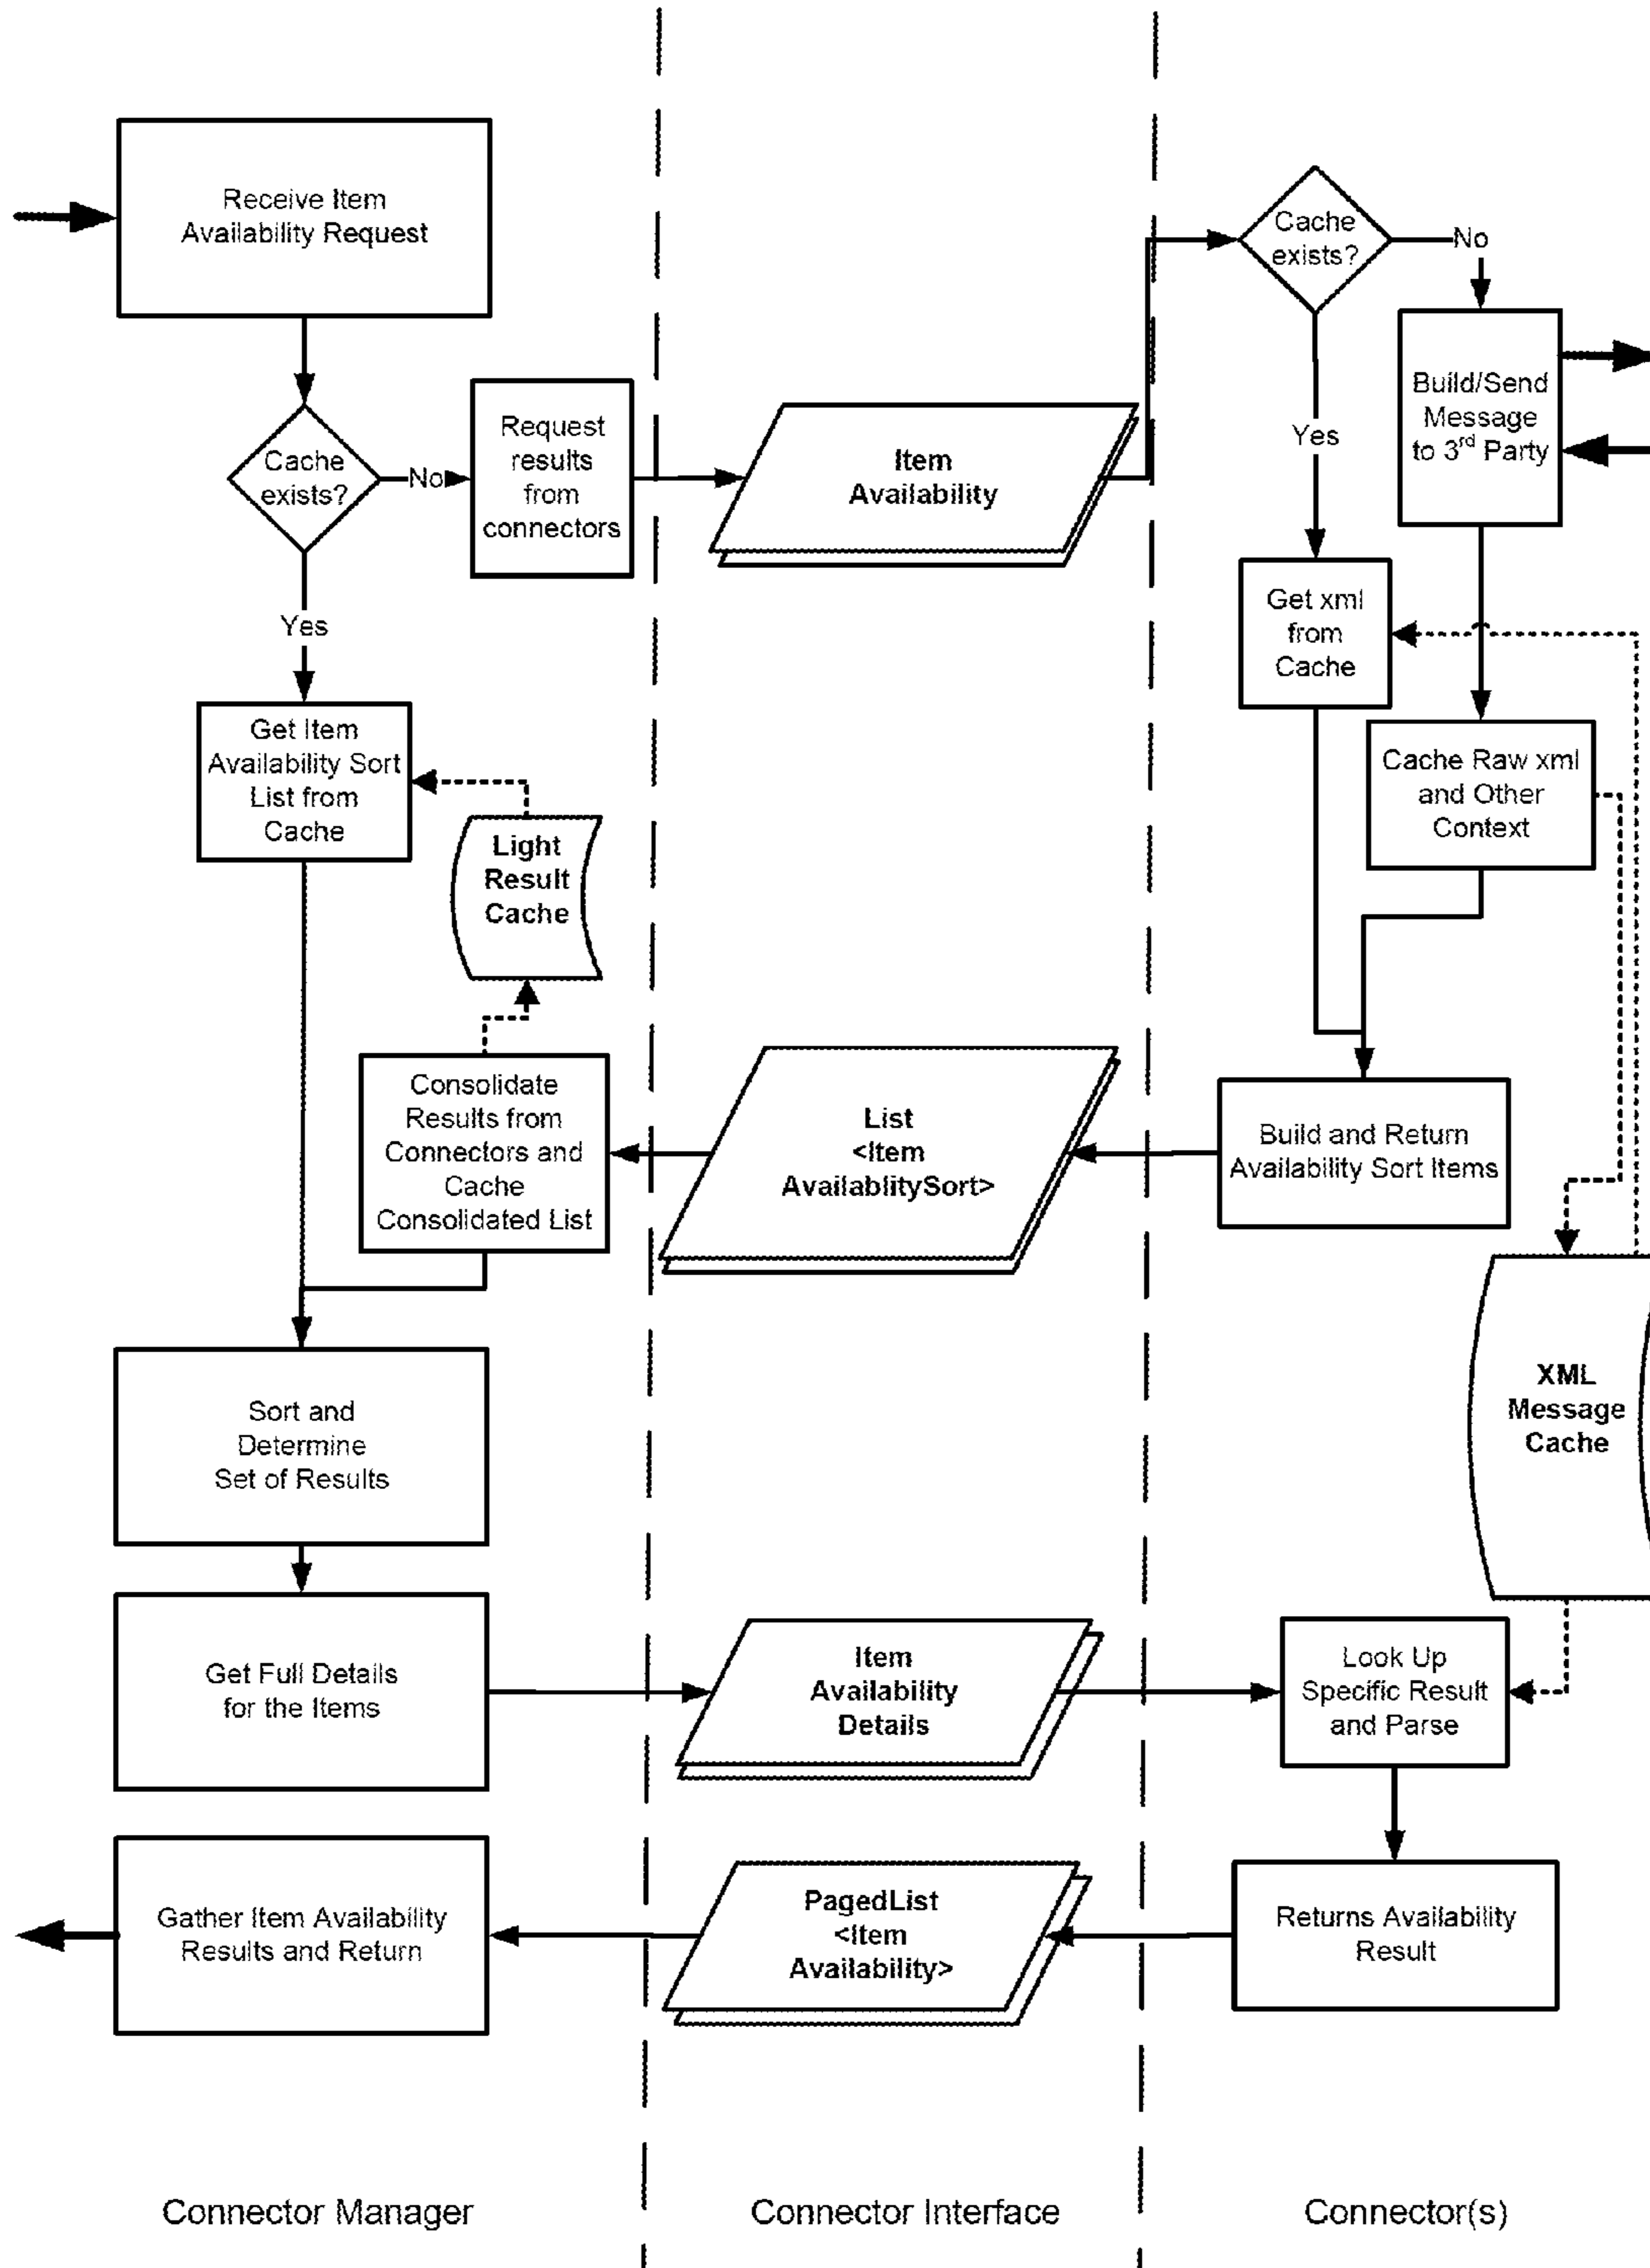 Receive Item
Availability Request
Cache
exists?
No
Request
results
from
connectors
Item
Availability
Cache
exists?
No
Build/Send
Message
to 3rd Party
Yes
Get xml
from
Cache
Yes
Get Item
Availability Sort
List from
Cache
Light
Result
Cache
Cache Raw xml
and Other
Context
Consolidate
Results from
Connectors and
Cache
Consolidated List
List
<Item
AvailablitySort>
Build and Return
Availability Sort Items
XML
Message
Cache
Sort and
Determine
Set of Results
Get Full Details
for the Items
Item
Availability
Details
Look Up
Specific Result
and Parse
Gather Item Availability
Results and Return
PagedList
<Item
Availability>
Returns Availability
Result
Connector Manager
Connector Interface
Connector(s)